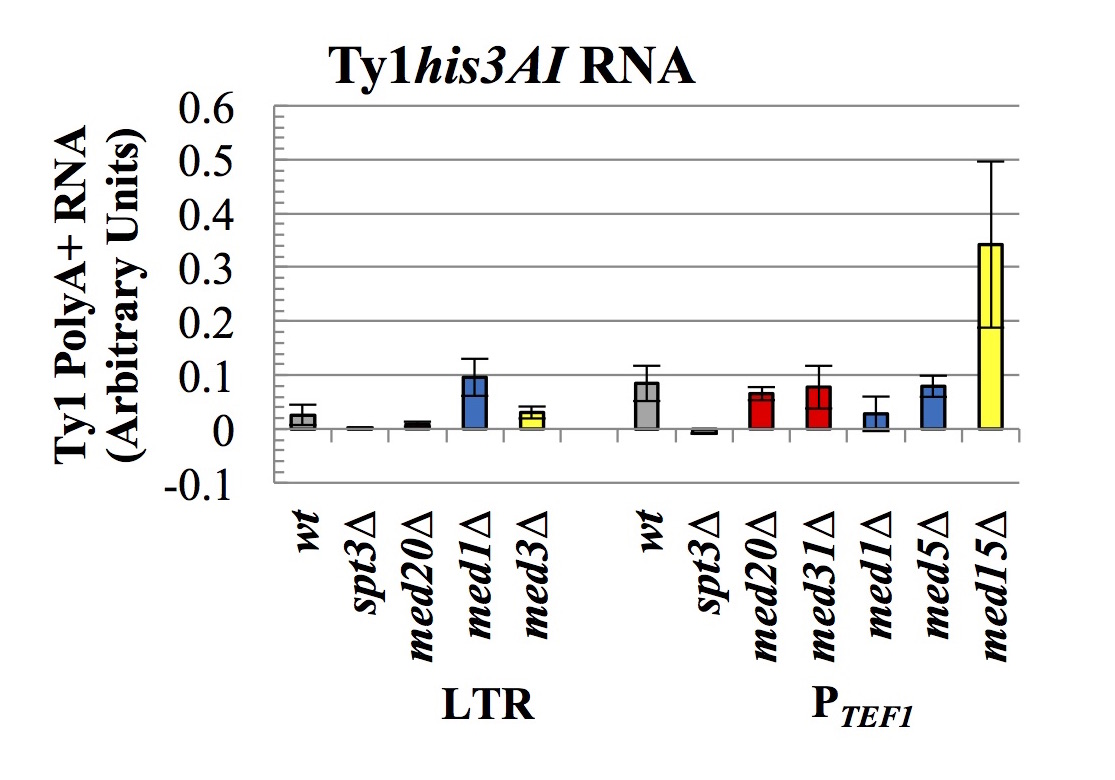 Ty1his3AI RNA
Ty1 PolyA+ RNA
(Arbitrary Units)
0.6
0.5
0.4
0.3
0.2
0.1
0
-0.1
wt
spt3Δ
med20Δ
med1Δ
med3Δ
wt
spt3Δ
med20Δ
med31Δ
med1Δ
med5Δ
med15Δ
LTR
PTEF1